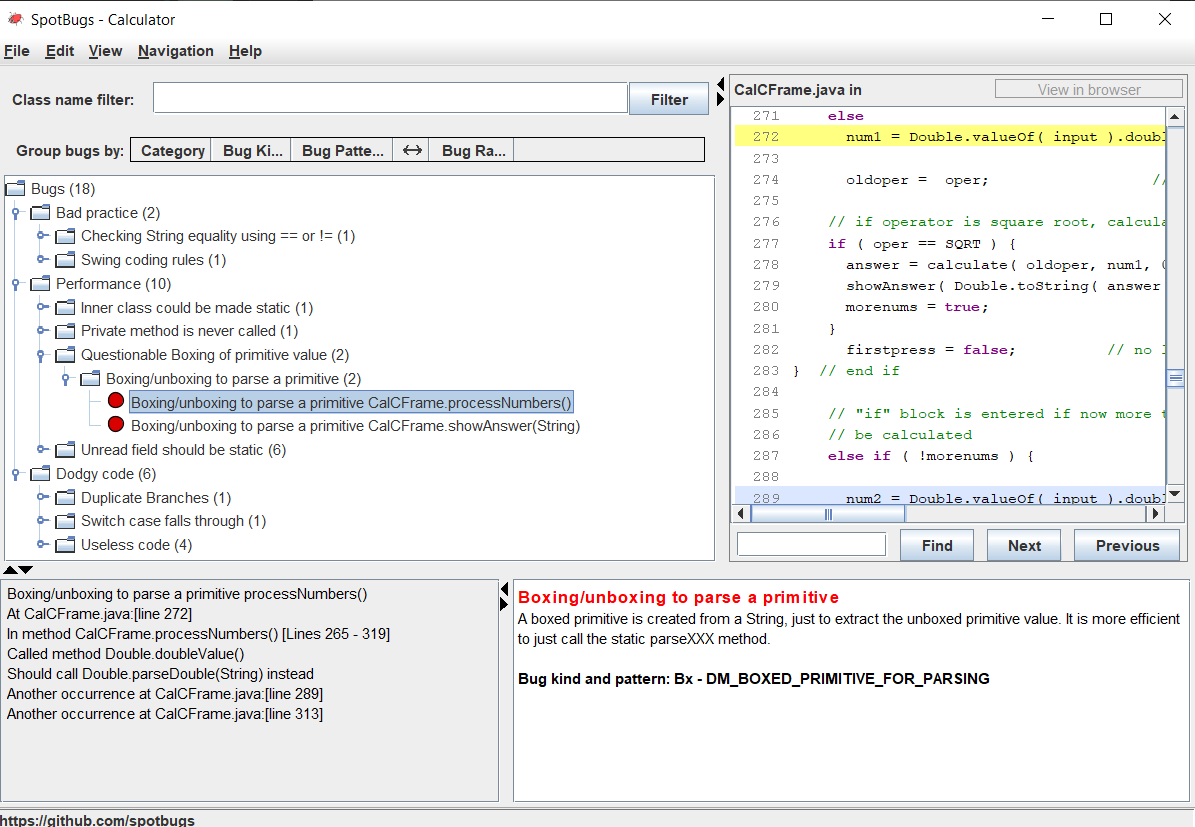 SpotBugs - Calculator
File Edit View Navigation Help
Class name filter:
Filter
Group bugs by: Category Bug Ki... Bug Patte... Bug Ra...
Bugs (18)
Bad practice (2)
Checking String equality using == or != (1)
Swing coding rules (1)
Performance (10)
Inner class could be made static (1)
Private method is never called (1)
Questionable Boxing of primitive value (2)
Boxing/unboxing to parse a primitive (2)
Boxing/unboxing to parse a primitive CalCFrame.processNumbers()
Boxing/unboxing to parse a primitive CalCFrame.showAnswer(String)
Unread field should be static (6)
Dodgy code (6)
Duplicate Branches (1)
Switch case falls through (1)
Useless code (4)
CalCFrame.java in
View in browser
271 else
272 num1 = Double.valueOf( input ).doubl
273
274 oldoper = oper; //
275
276 // if operator is square root, calcula
277 if ( oper == SQRT ) {
278 answer = calculate( oldoper, num1,
279 showAnswer( Double.toString( answer
280 morenums = true;
281 }
282 firstpress = false; // no
283 } // end if
284
285 // "if" block is entered if now more
286 // be calculated
287 else if ( !morenums ) {
288
289 num2 = Double.valueOf( input ).doubl
Find Next Previous
Boxing/unboxing to parse a primitive processNumbers()
At CalCFrame.java:[line 272]
In method CalCFrame.processNumbers() [Lines 265 - 319]
Called method Double.doubleValue()
Should call Double.parseDouble(String) instead
Another occurrence at CalCFrame.java:[line 289]
Another occurrence at CalCFrame.java:[line 313]
Boxing/unboxing to parse a primitive
A boxed primitive is created from a String, just to extract the unboxed primitive value. It is more efficient
to just call the static parseXXX method.
Bug kind and pattern: Bx - DM_BOXED_PRIMITIVE_FOR_PARSING
https://github.com/spotbugs